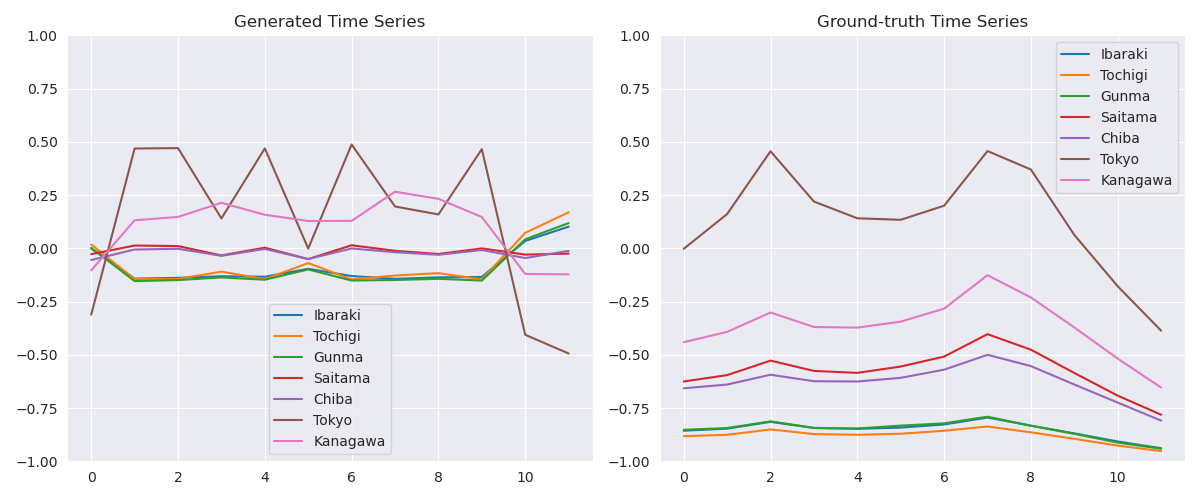 Generated Time Series
1.00
0.75
0.50
0.25
0.00
−0.25
−0.50
−0.75
−1.00
0 2 4 6 8 10
Ibaraki
Tochigi
Gunma
Saitama
Chiba
Tokyo
Kanagawa
Ground-truth Time Series
1.00
0.75
0.50
0.25
0.00
−0.25
−0.50
−0.75
−1.00
0 2 4 6 8 10
Ibaraki
Tochigi
Gunma
Saitama
Chiba
Tokyo
Kanagawa